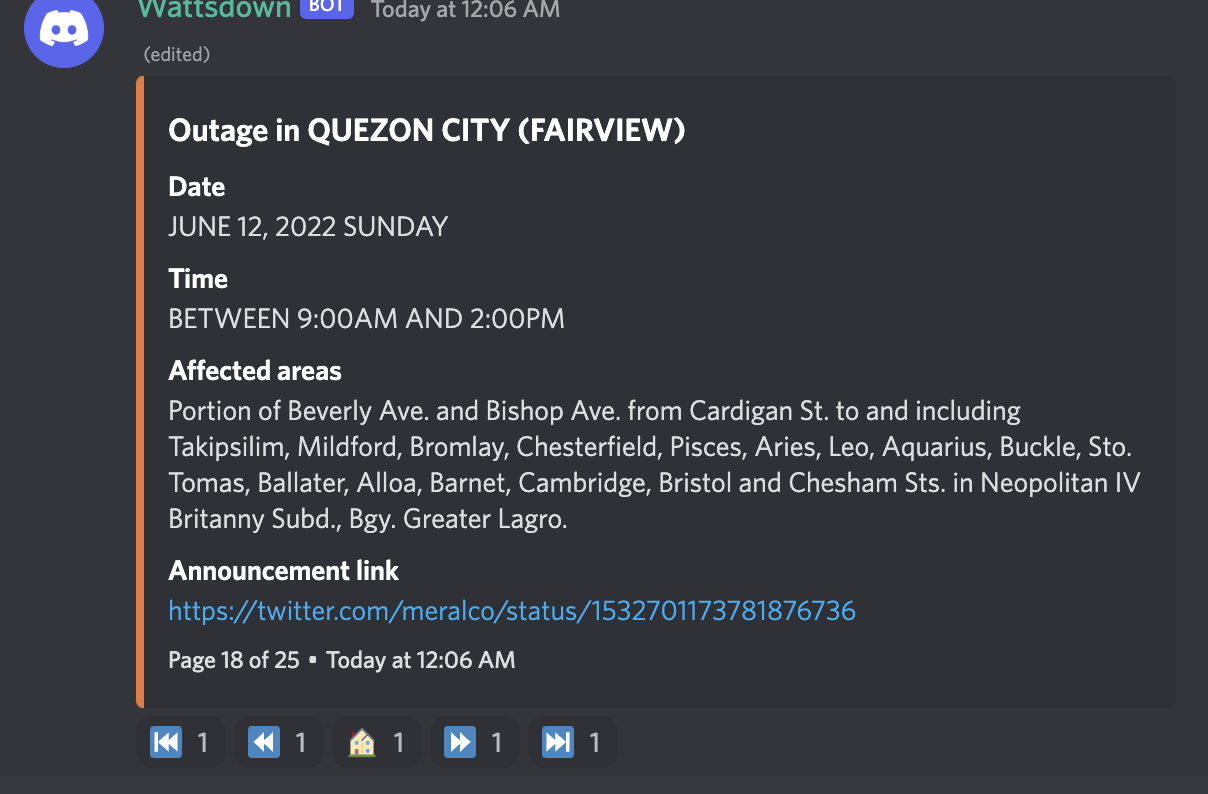 Wattsdown BOT Today at 12:06 AM
(edited)
Outage in QUEZON CITY (FAIRVIEW)
Date
JUNE 12, 2022 SUNDAY
Time
BETWEEN 9:00AM AND 2:00PM
Affected areas
Portion of Beverly Ave. and Bishop Ave. from Cardigan St. to and including
Takipsilim, Mildford, Bromlay, Chesterfield, Pisces, Aries, Leo, Aquarius, Buckle, Sto.
Tomas, Ballater, Alloa, Barnet, Cambridge, Bristol and Chesham Sts. in Neopolitan IV
Britanny Subd., Bgy. Greater Lagro.
Announcement link
https://twitter.com/meralco/status/1532701173781876736
Page 18 of 25 • Today at 12:06 AM
1 1 1 1 1